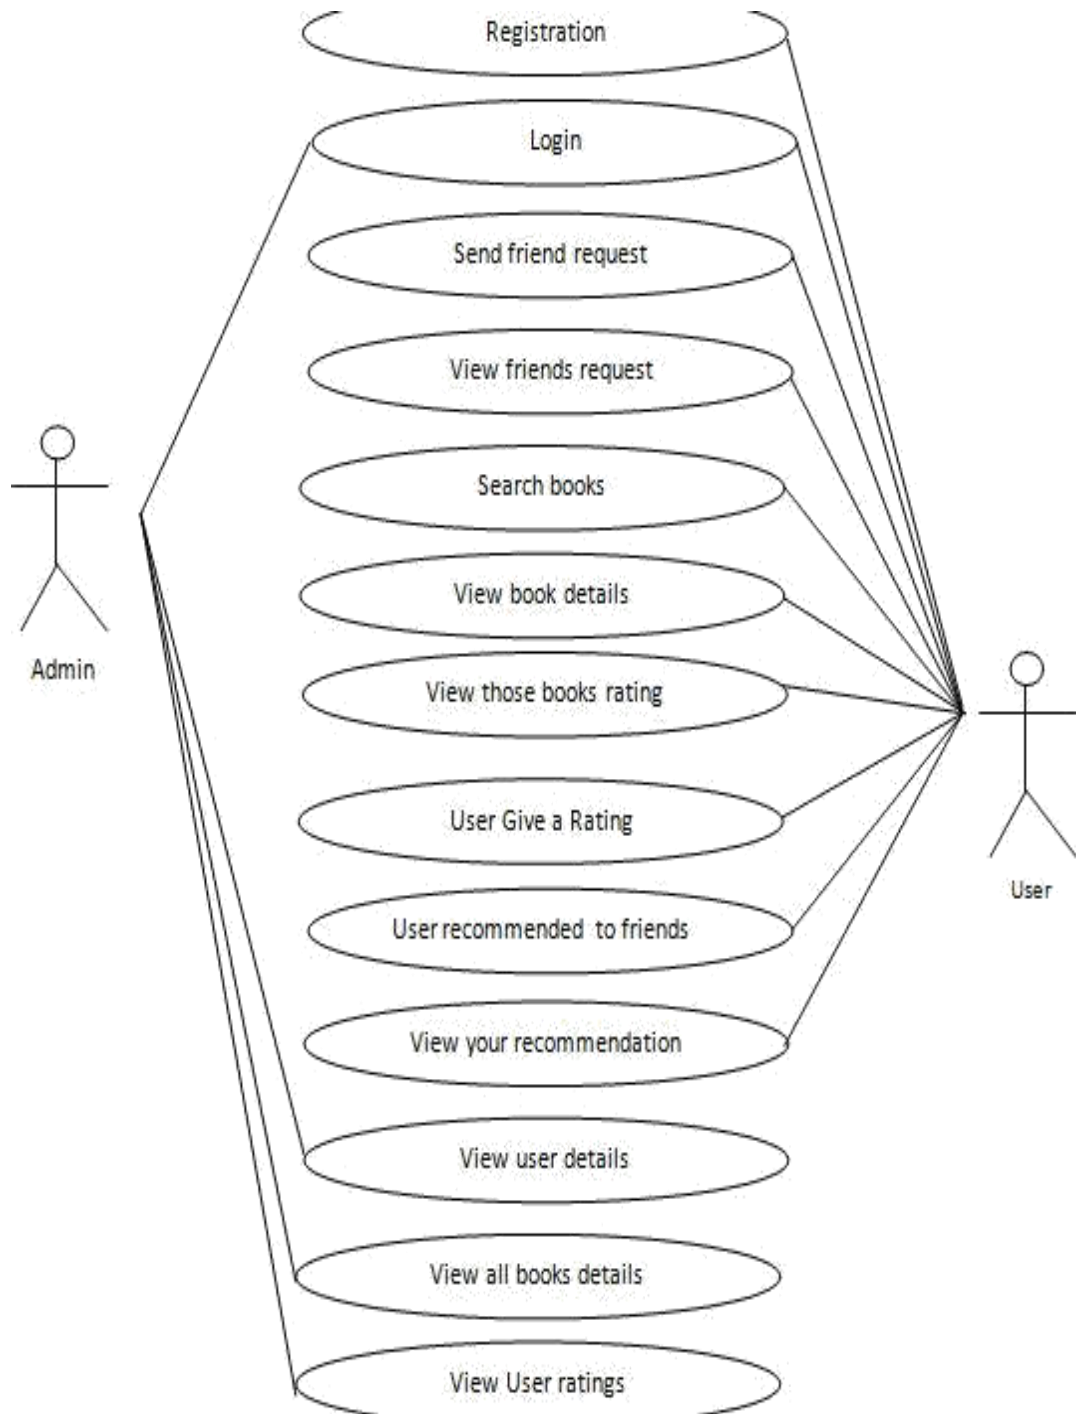 Registration
Login
Send friend request
View friends request
Search books
View book details
Admin
View those books rating
User Give a Rating
User
User recommended to friends
View your recommendation
View user details
View all books details
View User ratings